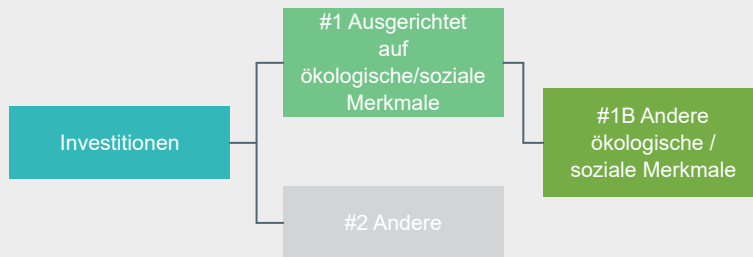 #1 Ausgerichtet
auf
ökologische/soziale
Merkmale
Investitionen
#1B Andere
ökologische /
soziale Merkmale
#2 Andere